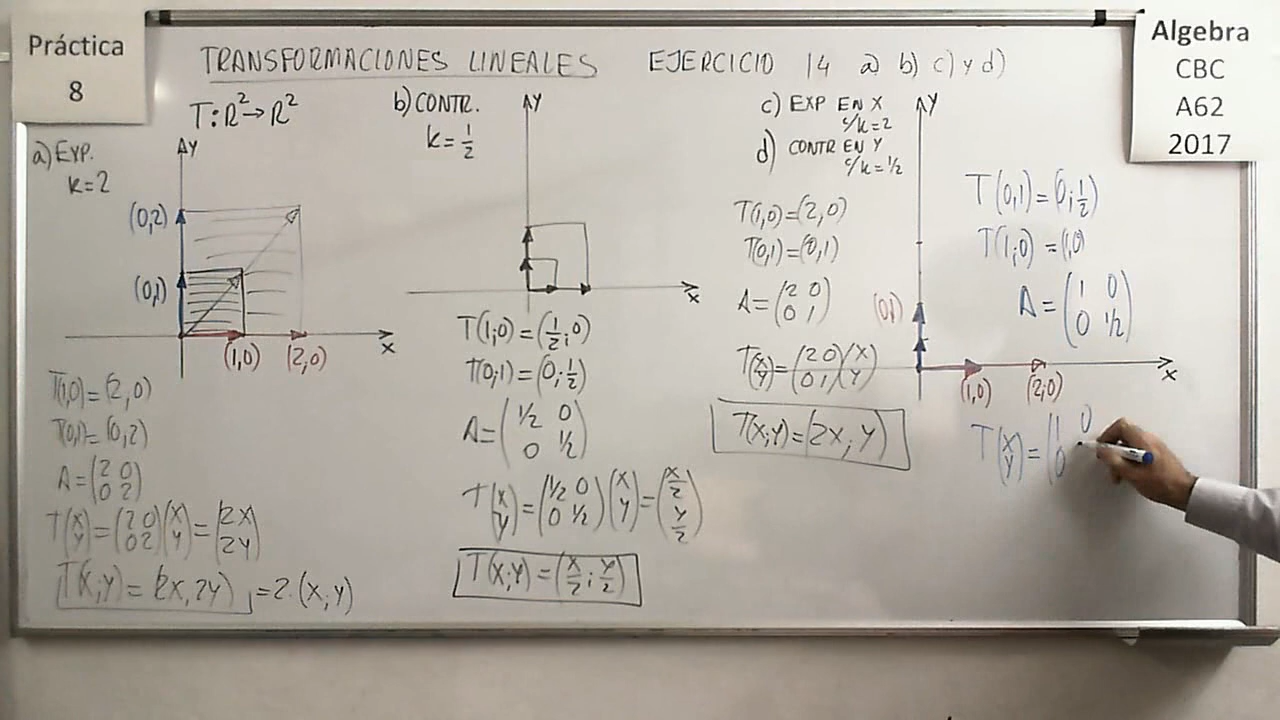 Práctica
8
TRANSFORMACIONES LINEALES EJERCICIO 14 a) b) c) y d)
Algebra
CBC
A62
2017
T:R²→R²
a) EXP.
k=2
Y
(0,2)
(0,1)
(1,0) (2,0)
X
T(1,0)=(2,0)
T(0,1)=(0,2)
A=(2 0
0 2)
T(X
Y)=(2 0
0 2)(X
Y)=(2X
2Y)
T(X;Y)=(2X,2Y) =2.(X;Y)
b) CONTR.
k=1/2
Y
X
T(1;0)=(1/2;0)
T(0;1)=(0;1/2)
A=(1/2 0
0 1/2)
T(X
Y)=(1/2 0
0 1/2)(X
Y)=(X/2
Y/2)
T(X;Y)=(X/2;Y/2)
c) EXP EN X
c/k=2
d) CONTR EN Y
c/k=1/2
T(1,0)=(2,0)
T(0,1)=(0,1)
A=(2 0
0 1)
T(X
Y)=(2 0
0 1)(X
Y)
T(X;Y)=(2X;Y)
Y
(0,1)
(1,0) (2;0)
X
T(0,1)=(0;1/2)
T(1;0)=(1,0)
A=(1 0
0 1/2)
T(X
Y)=(1 0
0